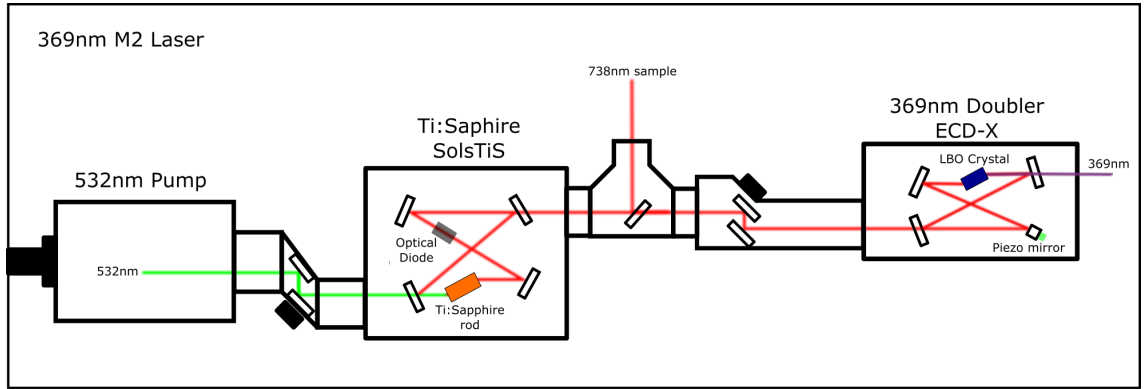 369nm M2 Laser
738nm sample
369nm Doubler
ECD-X
Ti:Saphire
SolsTiS
LBO Crystal
369nm
532nm Pump
Optical
Diode
Piezo mirror
532nm
Ti:Sapphire
rod